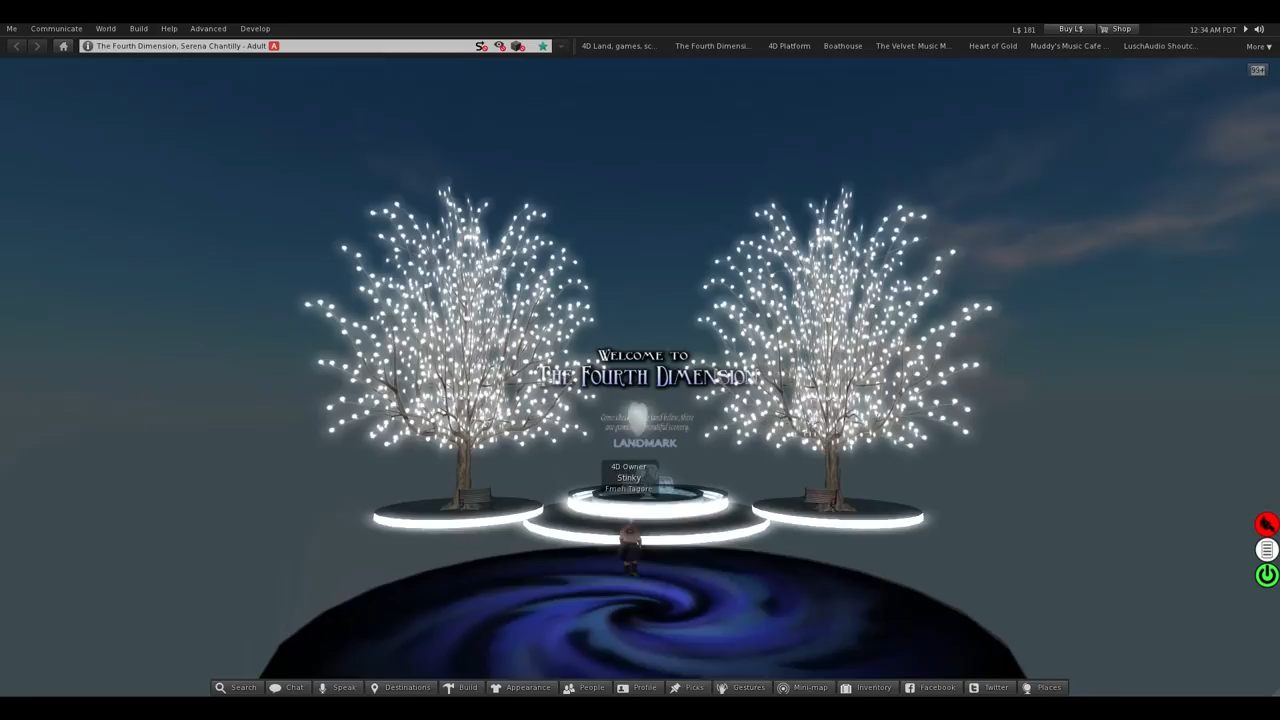 Me Communicate World Build Help Advanced Develop
L$ 181 Buy L$ Shop 12:34 AM PDT
The Fourth Dimension, Serena Chantilly - Adult A
4D Land, games, sc... The Fourth Dimensi... 4D Platform Boathouse The Velvet: Music M... Heart of Gold Muddy's Music Cafe ... LuschAudio Shoutc... More
99+
WELCOME TO
THE FOURTH DIMENSION
LANDMARK
4D Owner
Stinky
Search Chat Speak Destinations Build Appearance People Profile Picks Gestures Mini-map Inventory Facebook Twitter Places